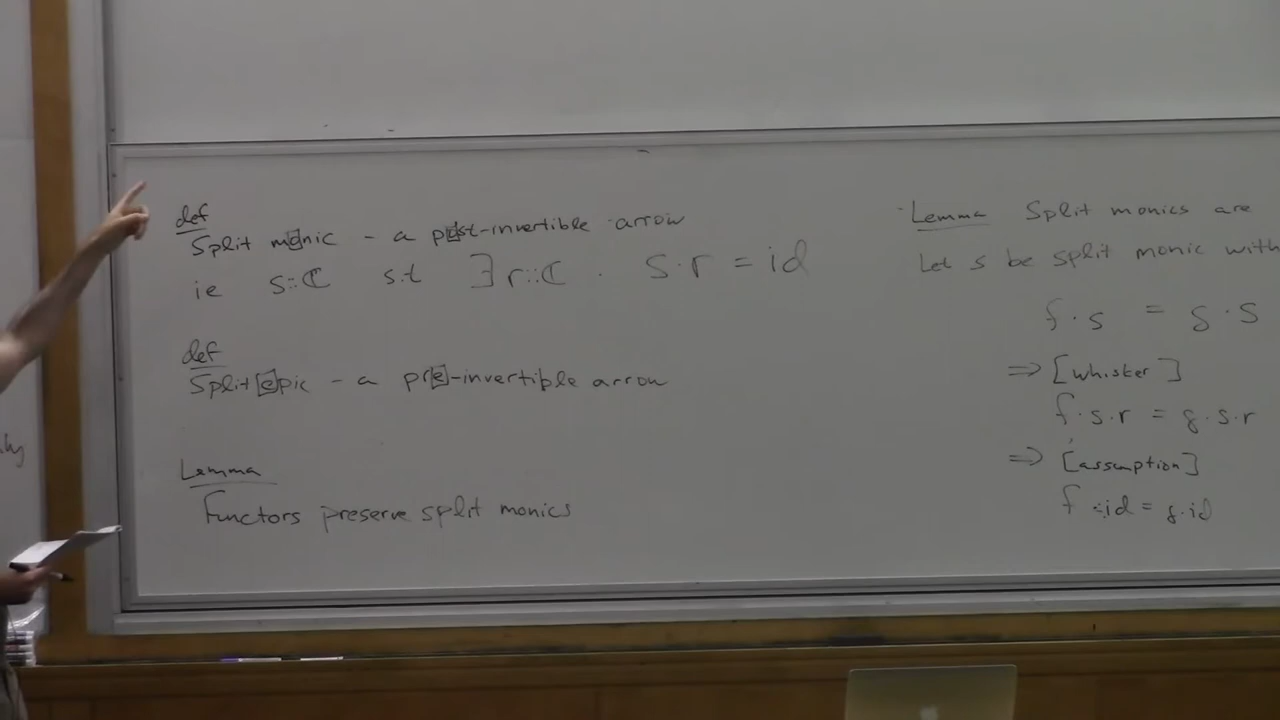 def
Split monic – a post-invertible arrow
ie s::ℂ s.t ∃r::ℂ . s·r = id
def
Split epic – a pre-invertible arrow
Lemma
Functors preserve split monics
Lemma Split monics are
Let s be split monic with
f·s = g·s
⇒ [whisker]
f·s·r = g·s·r
⇒ [assumption]
f·id = g·id